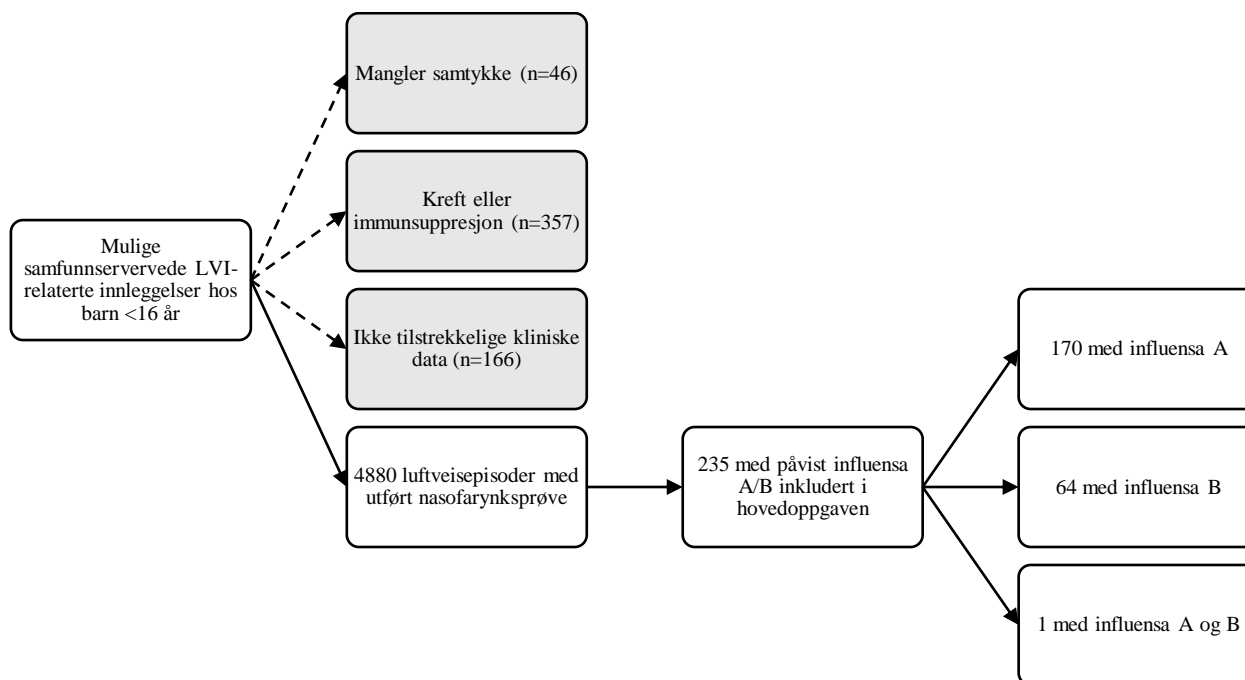 Mulige
samfunnservervede LVI-
relaterte innleggelser hos
barn <16 år
Mangler samtykke (n=46)
Kreft eller
immunsuppresjon (n=357)
Ikke tilstrekkelige kliniske
data (n=166)
4880 luftveisepisoder med
utført nasofarynksprøve
235 med påvist influensa
A/B inkludert i
hovedoppgaven
170 med influensa A
64 med influensa B
1 med influensa A og B